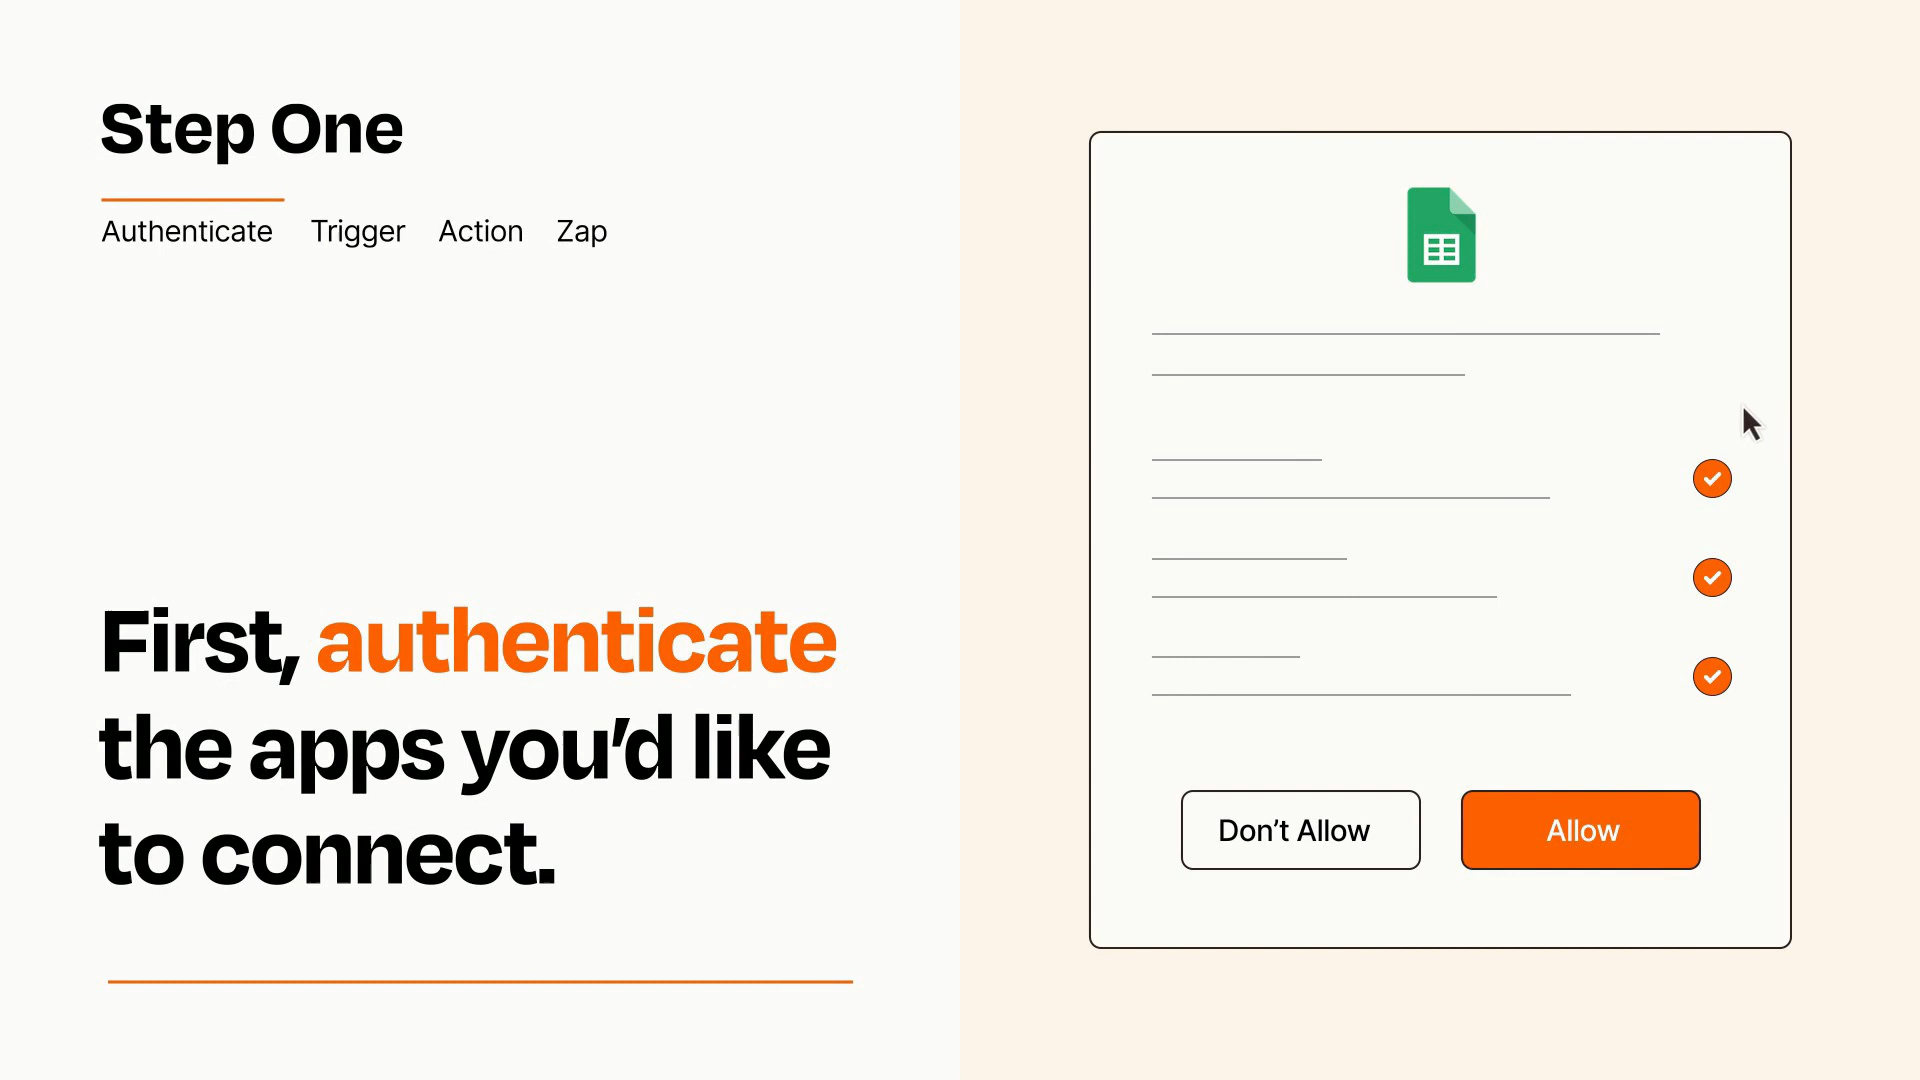 Step One
Authenticate Trigger Action Zap
First, authenticate
the apps you’d like
to connect.
Don’t Allow
Allow